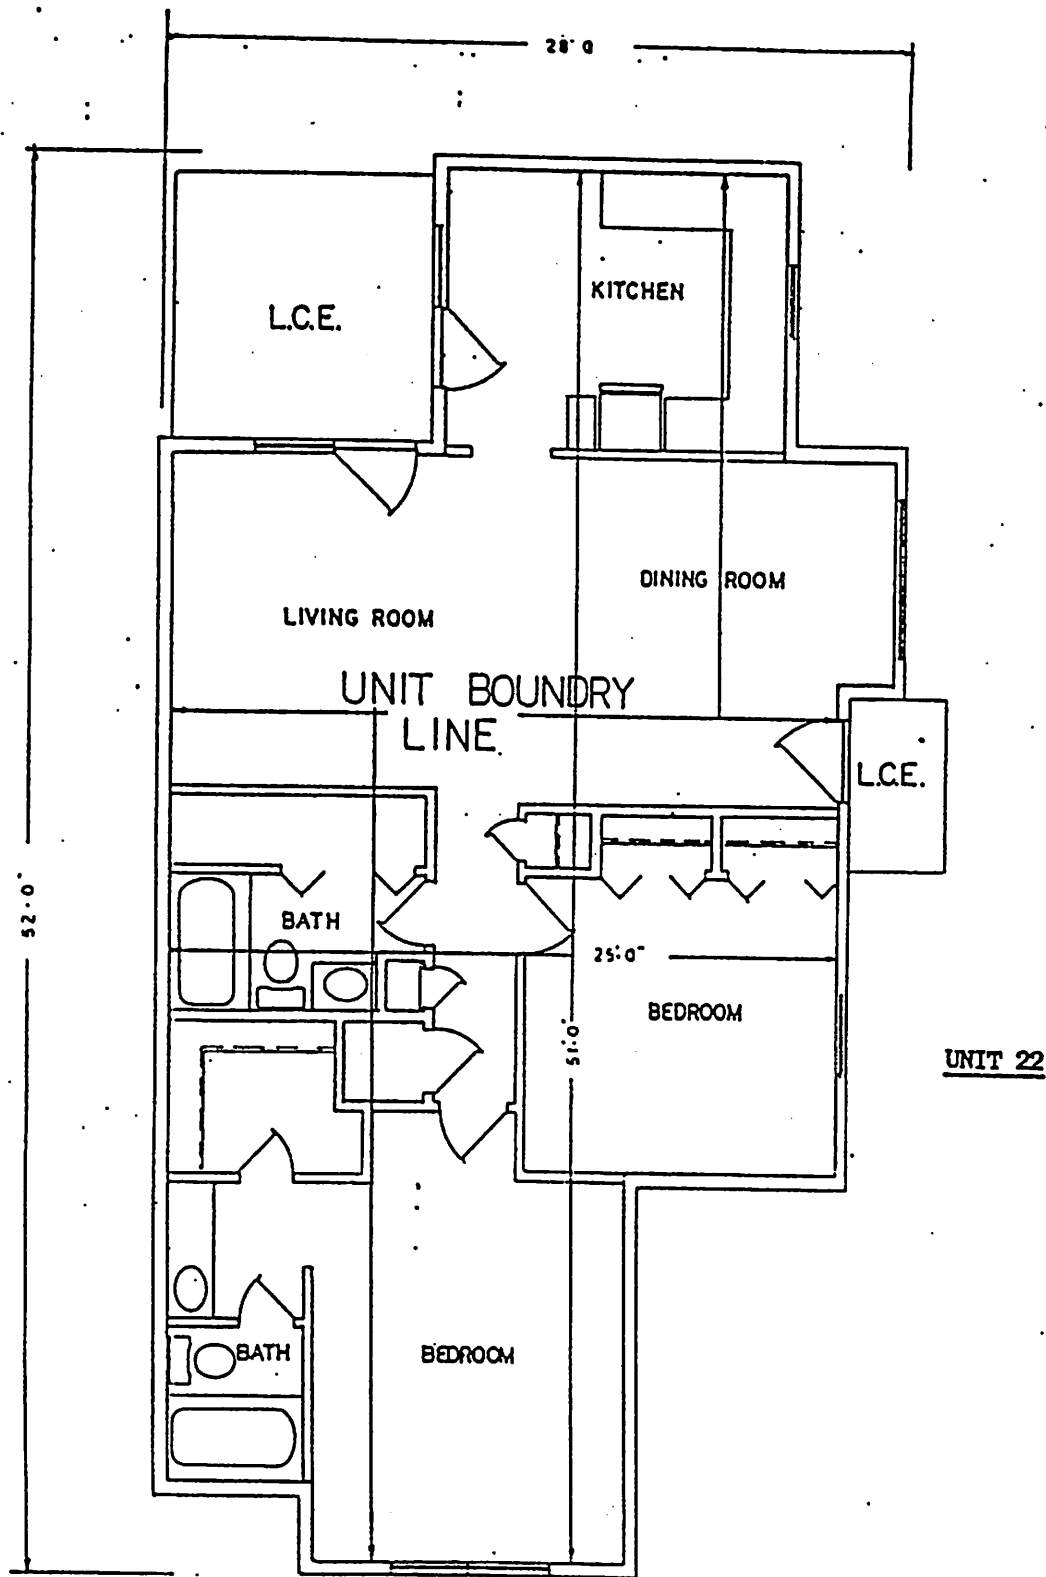 28'0
KITCHEN
L.C.E.
DINING ROOM
LIVING ROOM
UNIT BOUNDRY
LINE
L.C.E.
52'0"
BATH
25'0"
BEDROOM
51'0"
UNIT 22
BATH
BEDROOM